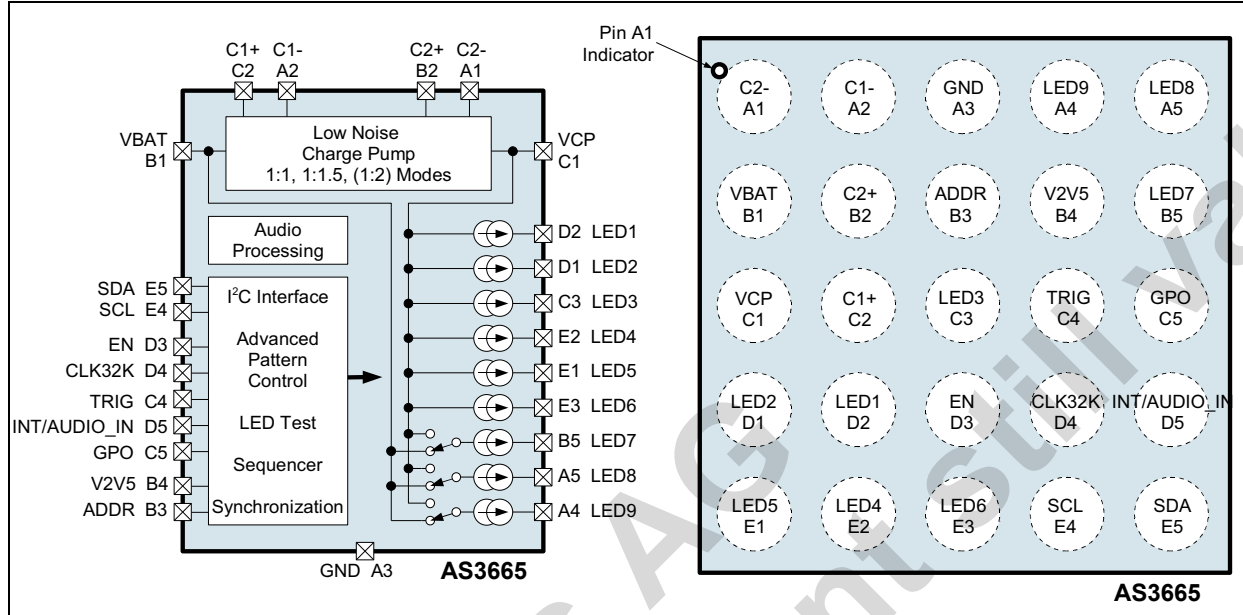 C1+ C1-
C2 A2
C2+ C2-
B2 A1
VBAT
B1
Low Noise
Charge Pump
1:1, 1:1.5, (1:2) Modes
VCP
C1
Audio
Processing
SDA E5
SCL E4
EN D3
CLK32K D4
TRIG C4
INT/AUDIO_IN D5
GPO C5
V2V5 B4
ADDR B3
I²C Interface
Advanced
Pattern
Control
LED Test
Sequencer
Synchronization
D2 LED1
D1 LED2
C3 LED3
E2 LED4
E1 LED5
E3 LED6
B5 LED7
A5 LED8
A4 LED9
GND A3
AS3665
Pin A1
Indicator
C2-
A1
C1-
A2
GND
A3
LED9
A4
LED8
A5
VBAT
B1
C2+
B2
ADDR
B3
V2V5
B4
LED7
B5
VCP
C1
C1+
C2
LED3
C3
TRIG
C4
GPO
C5
LED2
D1
LED1
D2
EN
D3
CLK32K
D4
INT/AUDIO_IN
D5
LED5
E1
LED4
E2
LED6
E3
SCL
E4
SDA
E5
AS3665
AG
still